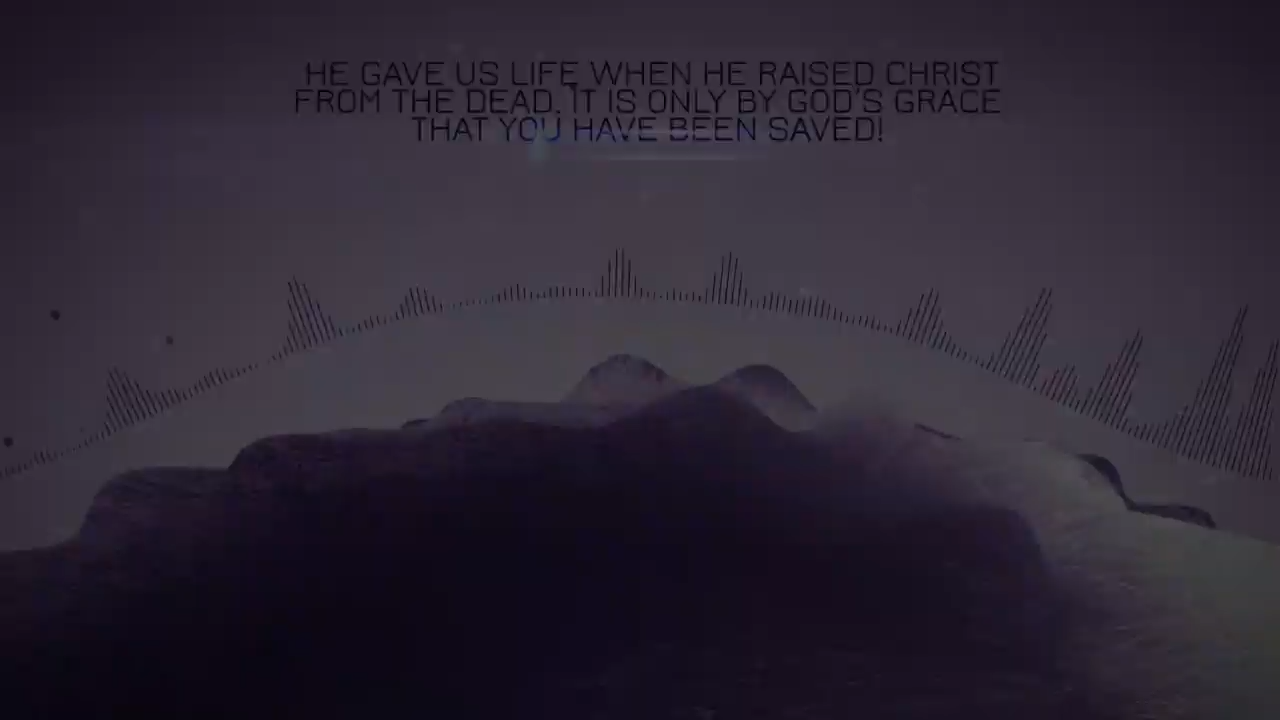 HE GAVE US LIFE WHEN HE RAISED CHRIST
FROM THE DEAD. IT IS ONLY BY GOD'S GRACE
THAT YOU HAVE BEEN SAVED!